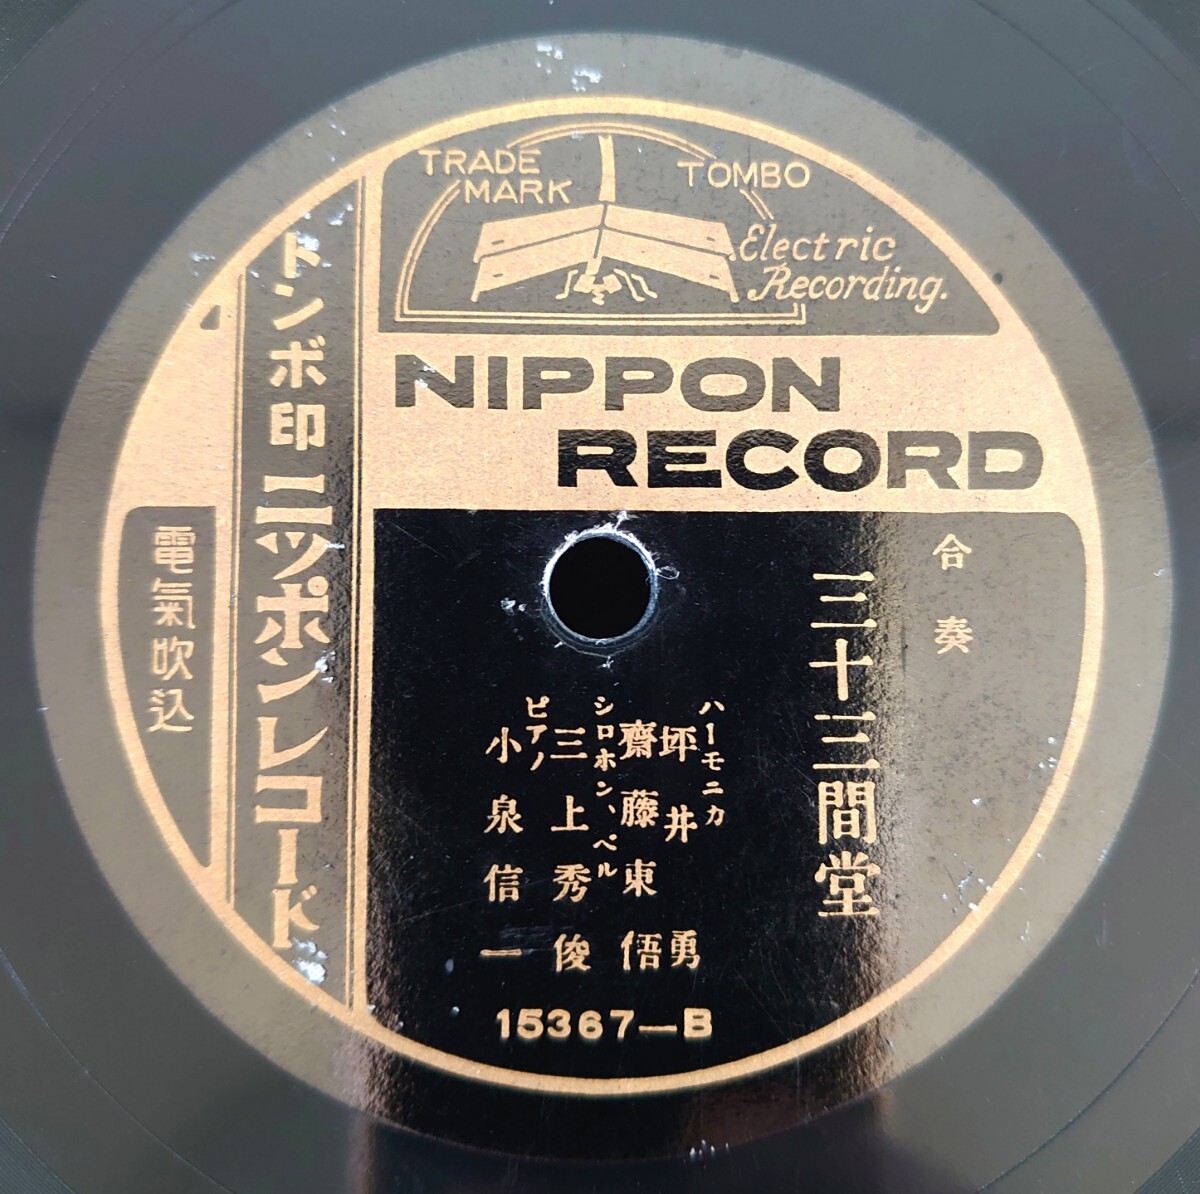 TRADE
MARK
TOMBO
Electric
Recording.
NIPPON
RECORD
トンボ印ニッポンレコード
電氣吹込
合奏
三十三間堂
ハーモニカ
坪井勇
齋藤東悟
シロホン、ベル
三上秀俊
ピアノ
小泉信一
15367—B